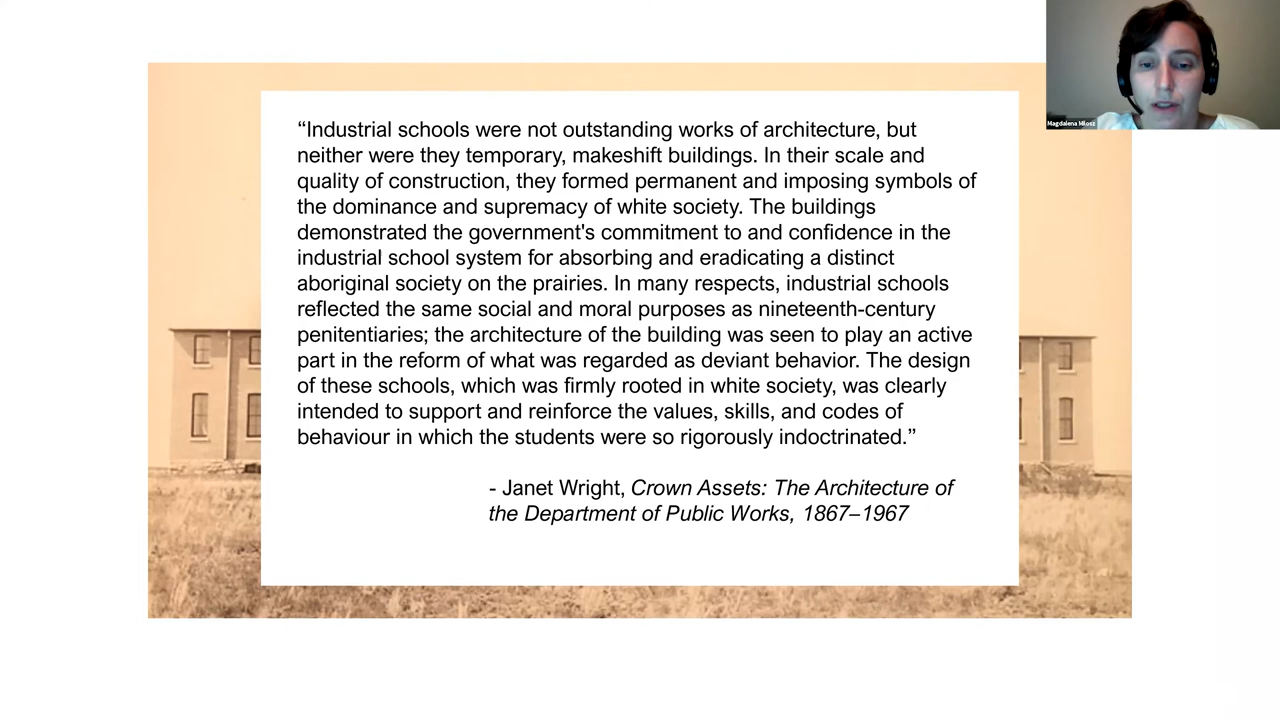 “Industrial schools were not outstanding works of architecture, but
neither were they temporary, makeshift buildings. In their scale and
quality of construction, they formed permanent and imposing symbols of
the dominance and supremacy of white society. The buildings
demonstrated the government's commitment to and confidence in the
industrial school system for absorbing and eradicating a distinct
aboriginal society on the prairies. In many respects, industrial schools
reflected the same social and moral purposes as nineteenth-century
penitentiaries; the architecture of the building was seen to play an active
part in the reform of what was regarded as deviant behavior. The design
of these schools, which was firmly rooted in white society, was clearly
intended to support and reinforce the values, skills, and codes of
behaviour in which the students were so rigorously indoctrinated.”
- Janet Wright, Crown Assets: The Architecture of
the Department of Public Works, 1867–1967
Magdalena Miłosz